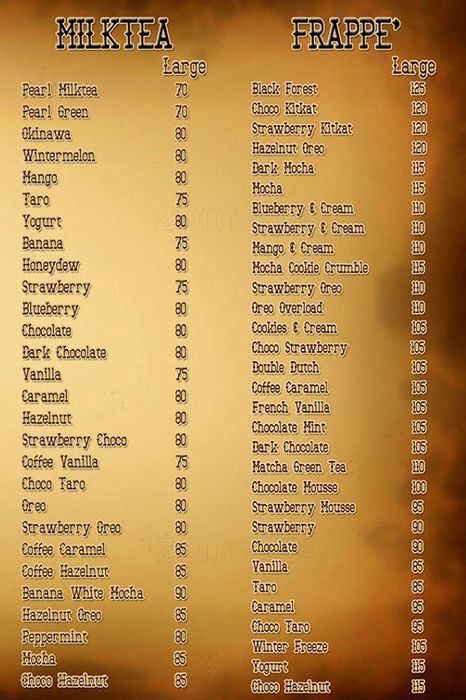 MILKTEA
Large
Pearl Milktea 70
Pearl Green 70
Okinawa 80
Wintermelon 80
Mango 80
Taro 75
Yogurt 80
Banana 75
Honeydew 80
Strawberry 75
Blueberry 80
Chocolate 80
Dark Chocolate 80
Vanilla 75
Caramel 80
Hazelnut 80
Strawberry Choco 80
Coffee Vanilla 75
Choco Taro 80
Oreo 80
Strawberry Oreo 80
Coffee Caramel 85
Coffee Hazelnut 85
Banana White Mocha 90
Hazelnut Oreo 85
Peppermint 80
Mocha 85
Choco Hazelnut 85
FRAPPE'
Large
Black Forest 125
Choco Kitkat 120
Strawberry Kitkat 120
Hazelnut Oreo 120
Dark Mocha 115
Mocha 115
Blueberry & Cream 110
Strawberry & Cream 110
Mango & Cream 110
Mocha Cookie Crumble 115
Strawberry Oreo 110
Oreo Overload 110
Cookies & Cream 105
Choco Strawberry 105
Double Dutch 105
Coffee Caramel 105
French Vanilla 105
Chocolate Mint 105
Dark Chocolate 105
Matcha Green Tea 110
Chocolate Mousse 100
Strawberry Mousse 95
Strawberry 90
Chocolate 90
Vanilla 85
Taro 85
Caramel 85
Choco Taro 95
Winter Freeze 105
Yogurt 115
Choco Hazelnut 115